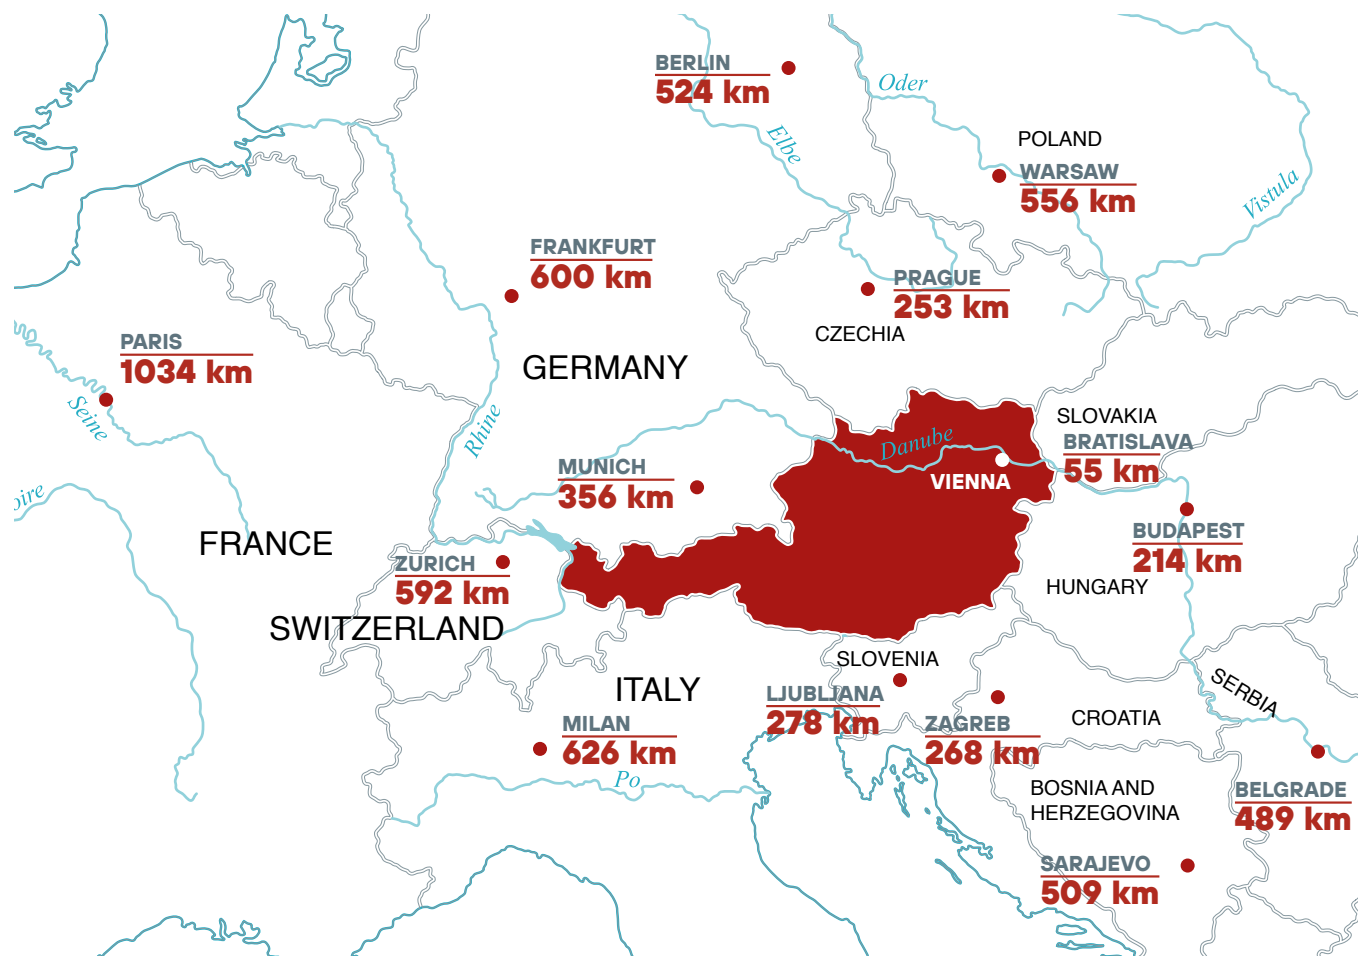 BERLIN
524 km
Oder
Elbe
POLAND
WARSAW
556 km
Vistula
FRANKFURT
600 km
PRAGUE
253 km
CZECHIA
PARIS
1034 km
Seine
GERMANY
Rhine
SLOVAKIA
BRATISLAVA
55 km
Danube
VIENNA
MUNICH
356 km
oire
FRANCE
BUDAPEST
214 km
HUNGARY
ZURICH
592 km
SWITZERLAND
SLOVENIA
LJUBLJANA
278 km
ITALY
MILAN
626 km
Po
ZAGREB
268 km
CROATIA
SERBIA
BOSNIA AND
HERZEGOVINA
BELGRADE
489 km
SARAJEVO
509 km